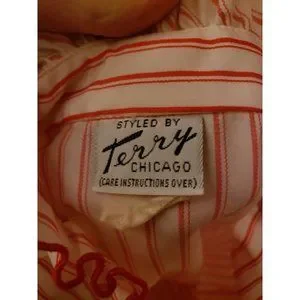 STYLED BY
Terry
CHICAGO
(CARE INSTRUCTIONS OVER)